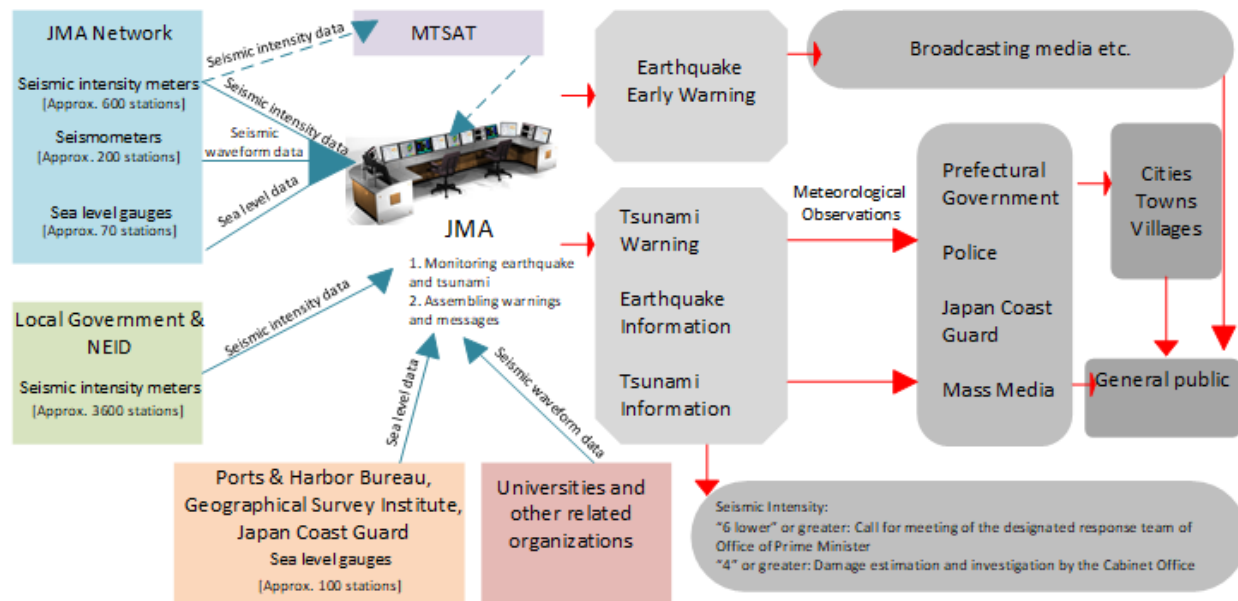 JMA Network
Seismic intensity meters
[Approx. 600 stations]
Seismometers
[Approx. 200 stations]
Sea level gauges
[Approx. 70 stations]
Seismic intensity data
MTSAT
Seismic intensity data
Seismic
waveform data
Sea level data
JMA
1. Monitoring earthquake
and tsunami
2. Assembling warnings
and messages
Local Government &
NEID
Seismic intensity meters
[Approx. 3600 stations]
Seismic intensity data
Ports & Harbor Bureau,
Geographical Survey Institute,
Japan Coast Guard
Sea level gauges
[Approx. 100 stations]
Sea level data
Universities and
other related
organizations
Seismic waveform data
Earthquake
Early Warning
Broadcasting media etc.
Tsunami
Warning
Earthquake
Information
Tsunami
Information
Meteorological
Observations
Prefectural
Government
Police
Japan Coast
Guard
Mass Media
Cities
Towns
Villages
General public
Seismic Intensity:
“6 lower” or greater: Call for meeting of the designated response team of
Office of Prime Minister
“4” or greater: Damage estimation and investigation by the Cabinet Office